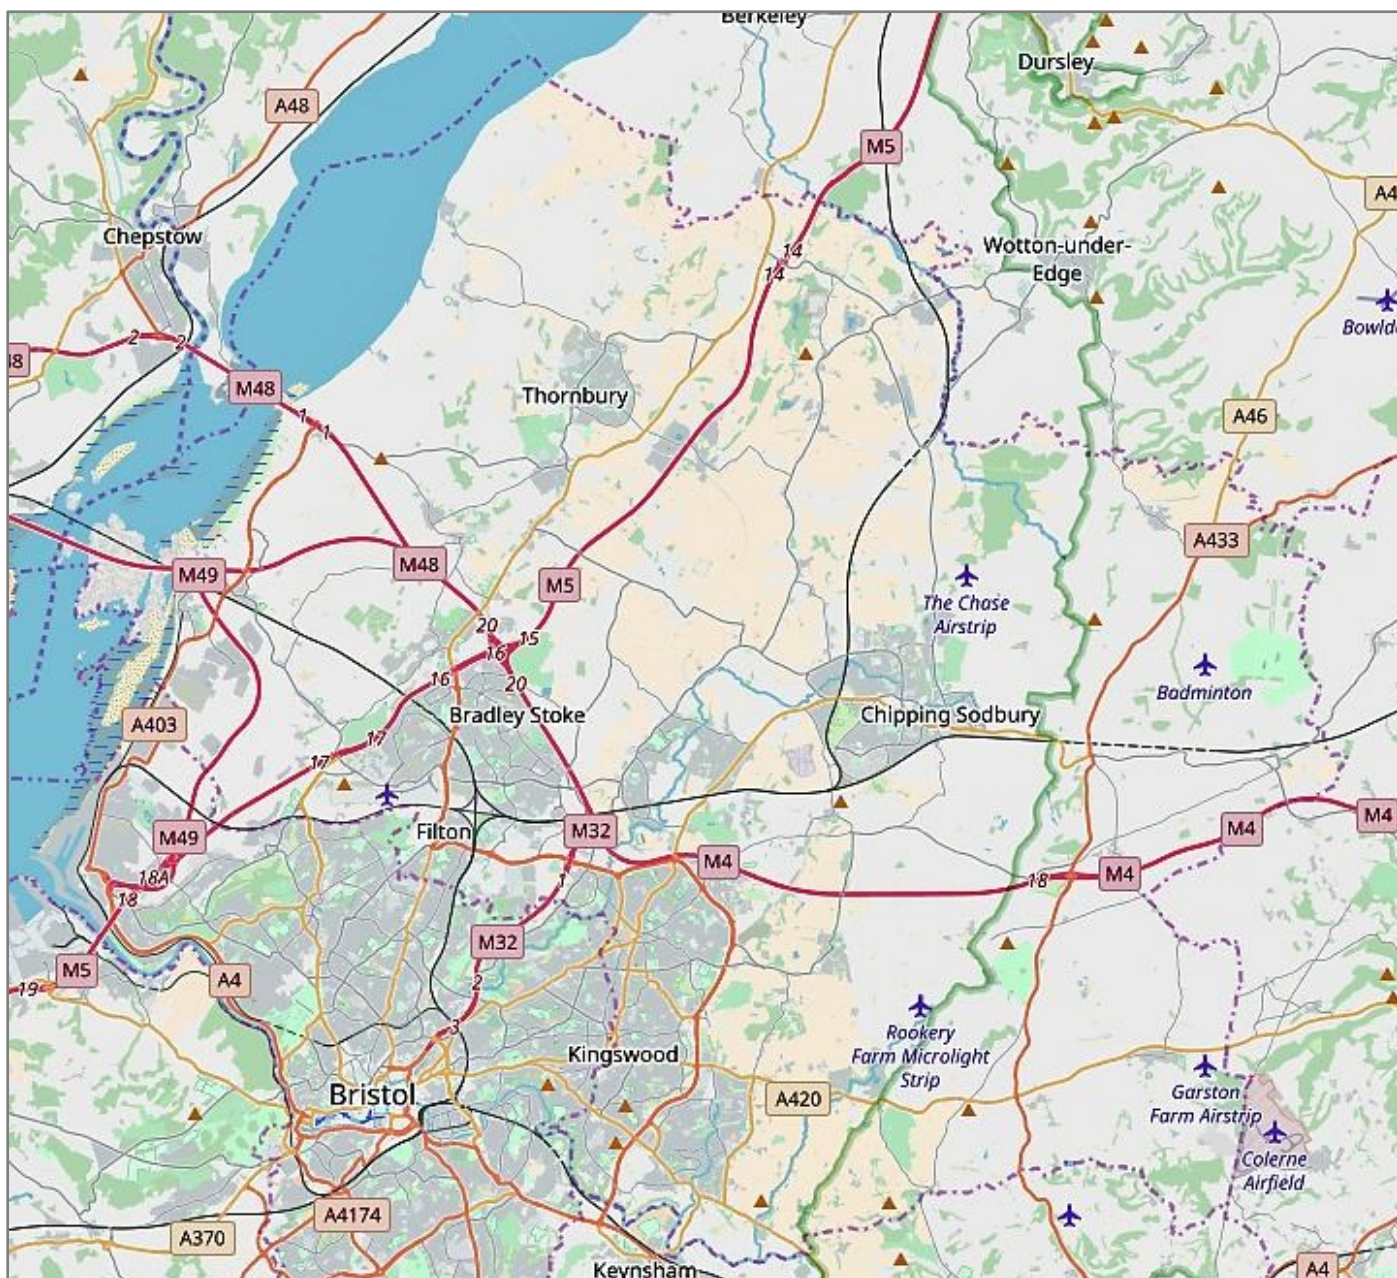 Berkeley
Dursley
A48
M5
A4
Chepstow
Wotton-under-
Edge
14
14
Bowld
2
2
48
M48
Thornbury
A46
1
1
A433
M49
M48
M5
The Chase
Airstrip
20
15
16
16
20
Badminton
A403
Bradley Stoke
Chipping Sodbury
17
17
M49
Filton
M32
M4
M4
M4
18A
18
1
18
M4
M32
M5
A4
19
2
3
Rookery
Farm Microlight
Strip
Kingswood
Bristol
A420
Garston
Farm Airstrip
Colerne
Airfield
A4174
A370
Keynsham
A4